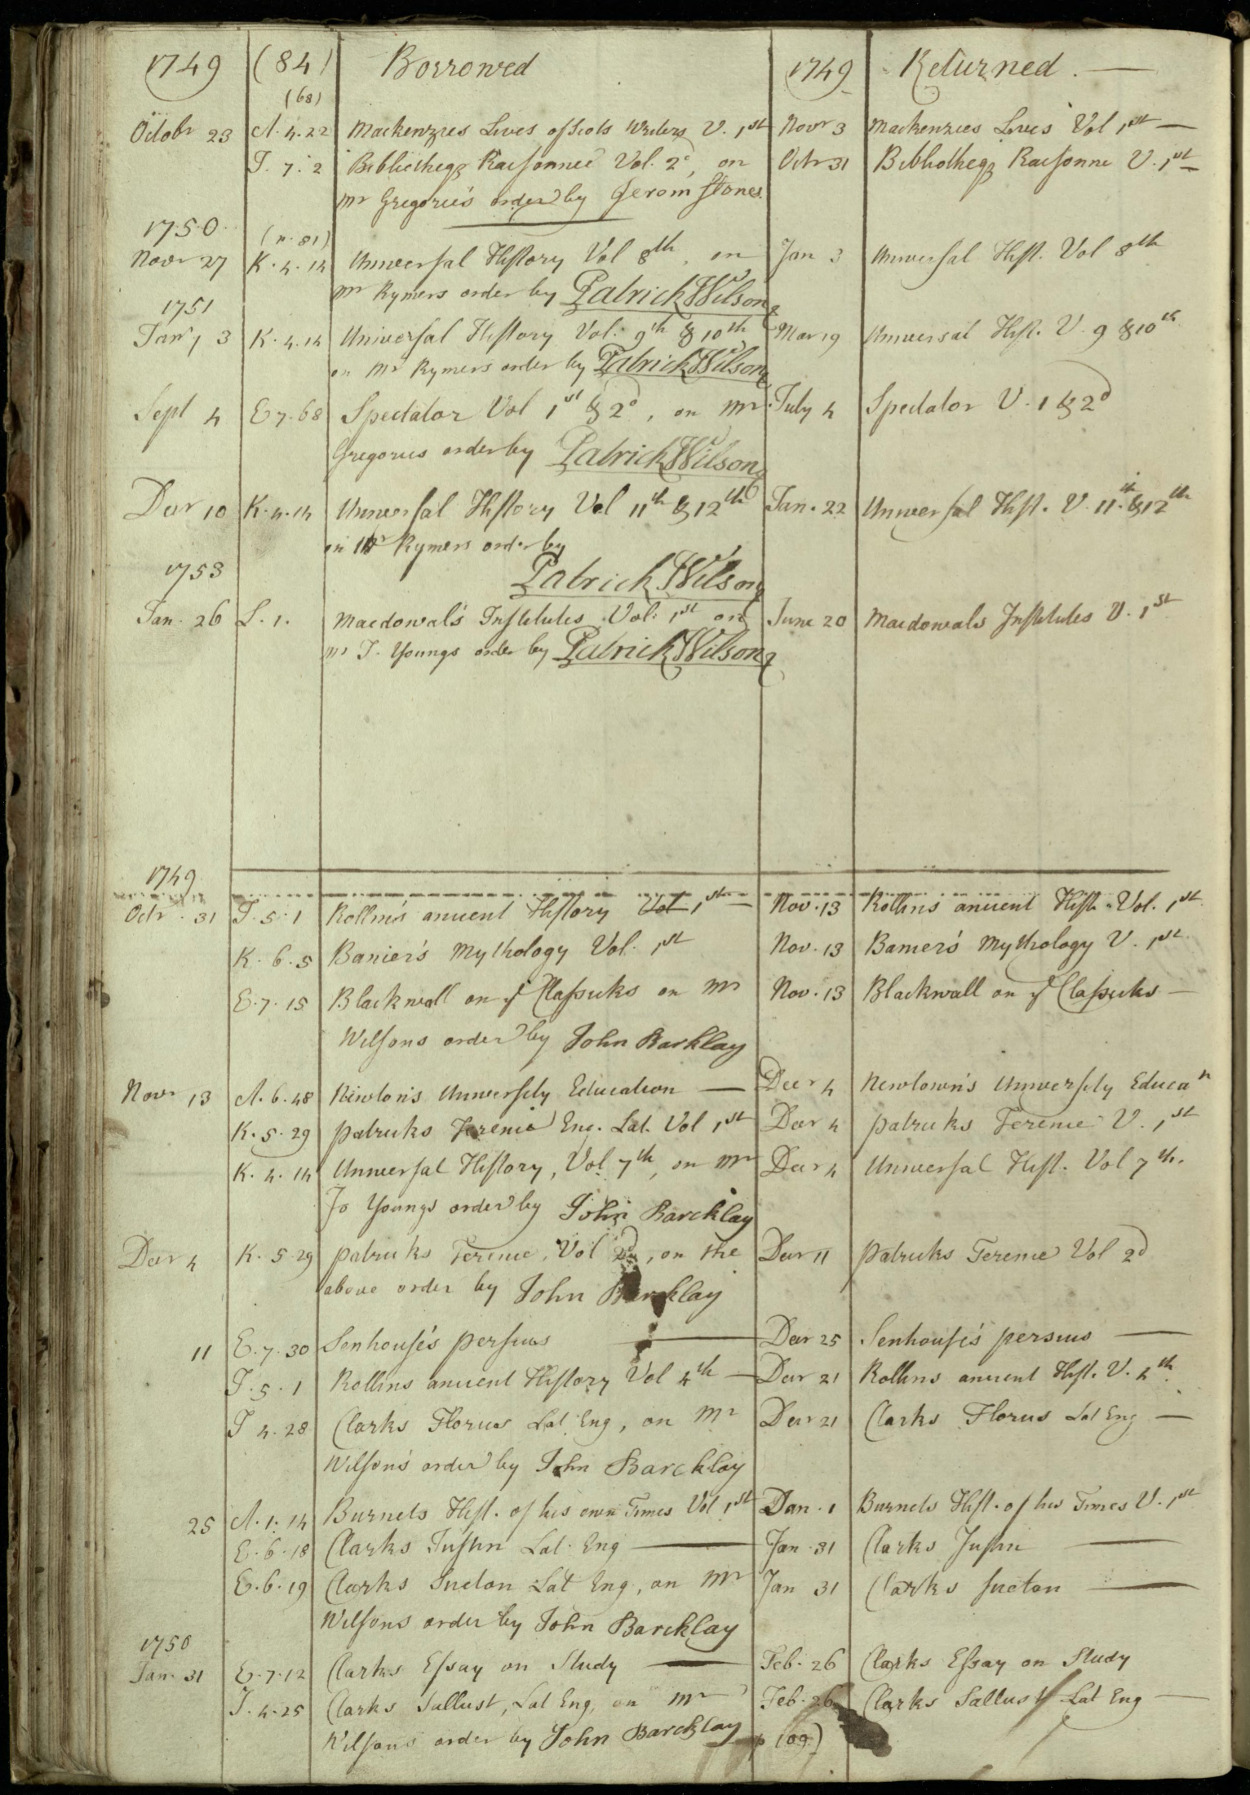 1749 (84) Borrowed 1749 Returned. —
(68)
Octobr 23 A. 4. 22 Mackenzies Lives of Scots Writers V. 1st Novr 3 Mackenzies Lives Vol 1st —
I. 7. 2 Bibliotheqz Raisonneé Vol. 2d, on Octr 31 Bibliotheqz Raisonne V. 1st —
Mr Gregorie's order by Jerom Stones
1750 (n. 81)
Novr 27 K. 4. 14 Universal History Vol 8th, on Jan 3 Universal Hist. Vol 8th
Mr Rymers order by Patrick Wilson
1751
Janry 3 K. 4. 14 Universal History Vol: 9th & 10th Mar 19 Universal Hist. V. 9 & 10th
on Mr Rymers order by Patrick Wilson
Sept 4 E 7. 68 Spectator Vol 1st & 2d, on Mr July 4 Spectator V. 1 & 2d
Gregories order by Patrick Wilson
Decr 10 K. 4. 14 Universal History Vol 11th & 12th Jan. 22 Universal Hist. V. 11th & 12th
on Mr Rymers order by
Patrick Wilson
1753
Jan. 26 L. 1. Macdowal's Institutes Vol: 1st on June 20 Macdowals Institutes V. 1st
Mr J. Youngs order by Patrick Wilson
1749
Octr. 31 I. 5. 1 Rollin's ancient History Vol 1st — Nov. 13 Rollins ancient Hist. Vol. 1st
K. 6. 5 Banier's Mythology Vol. 1st Nov. 13 Banier's Mythology V. 1st
E. 7. 15 Blackwall on ye Classicks on Mr Nov. 13 Blackwall on ye Classicks —
Wilsons order by John Barklay
Novr 13 A. 6. 48 Newton's University Education — Decr 4 Newtown's University Educan
K. 5. 29 patricks Terence Eng. Lat. Vol 1st Decr 4 patricks Terence V. 1st
K. 4. 14 Universal History, Vol 7th, on Mr Decr 4 Universal Hist. Vol 7th.
Jo Youngs order by John Barcklay
Decr 4 K. 5 29 patricks Terence, Vol 2d, on the Decr 11 patricks Terence Vol 2d
above order by John Barcklay
11 E. 7. 30 Senhouse's persius — Decr 25 Senhouse's persius —
I. 5. 1 Rollins ancient History Vol 4th — Decr 21 Rollins ancient Hist. V. 4th.
I 4. 28 Clarks Florus Lat Eng, on Mr Decr 21 Clarks Florus Lat Eng —
Wilson's order by John Barcklay
25 A. 1. 14 Burnets Hist. of his own Times Vol 1st Jan. 1 Burnets Hist. of his Times V. 1st
E. 6. 18 Clarks Justin Lat. Eng — Jan. 31 Clarks Justin —
E. 6. 19 Clarks Sueton Lat Eng, on Mr Jan 31 Clarks Sueton —
Wilsons order by John Barcklay
1750
Jan. 31 E. 7. 12 Clarks Essay on Study — Feb. 26 Clarks Essay on Study
I. 4. 25 Clarks Sallust, Lat Eng, on Mr Feb. 26 Clarks Sallust Lat Eng —
Wilsons order by John Barcklay p (09)